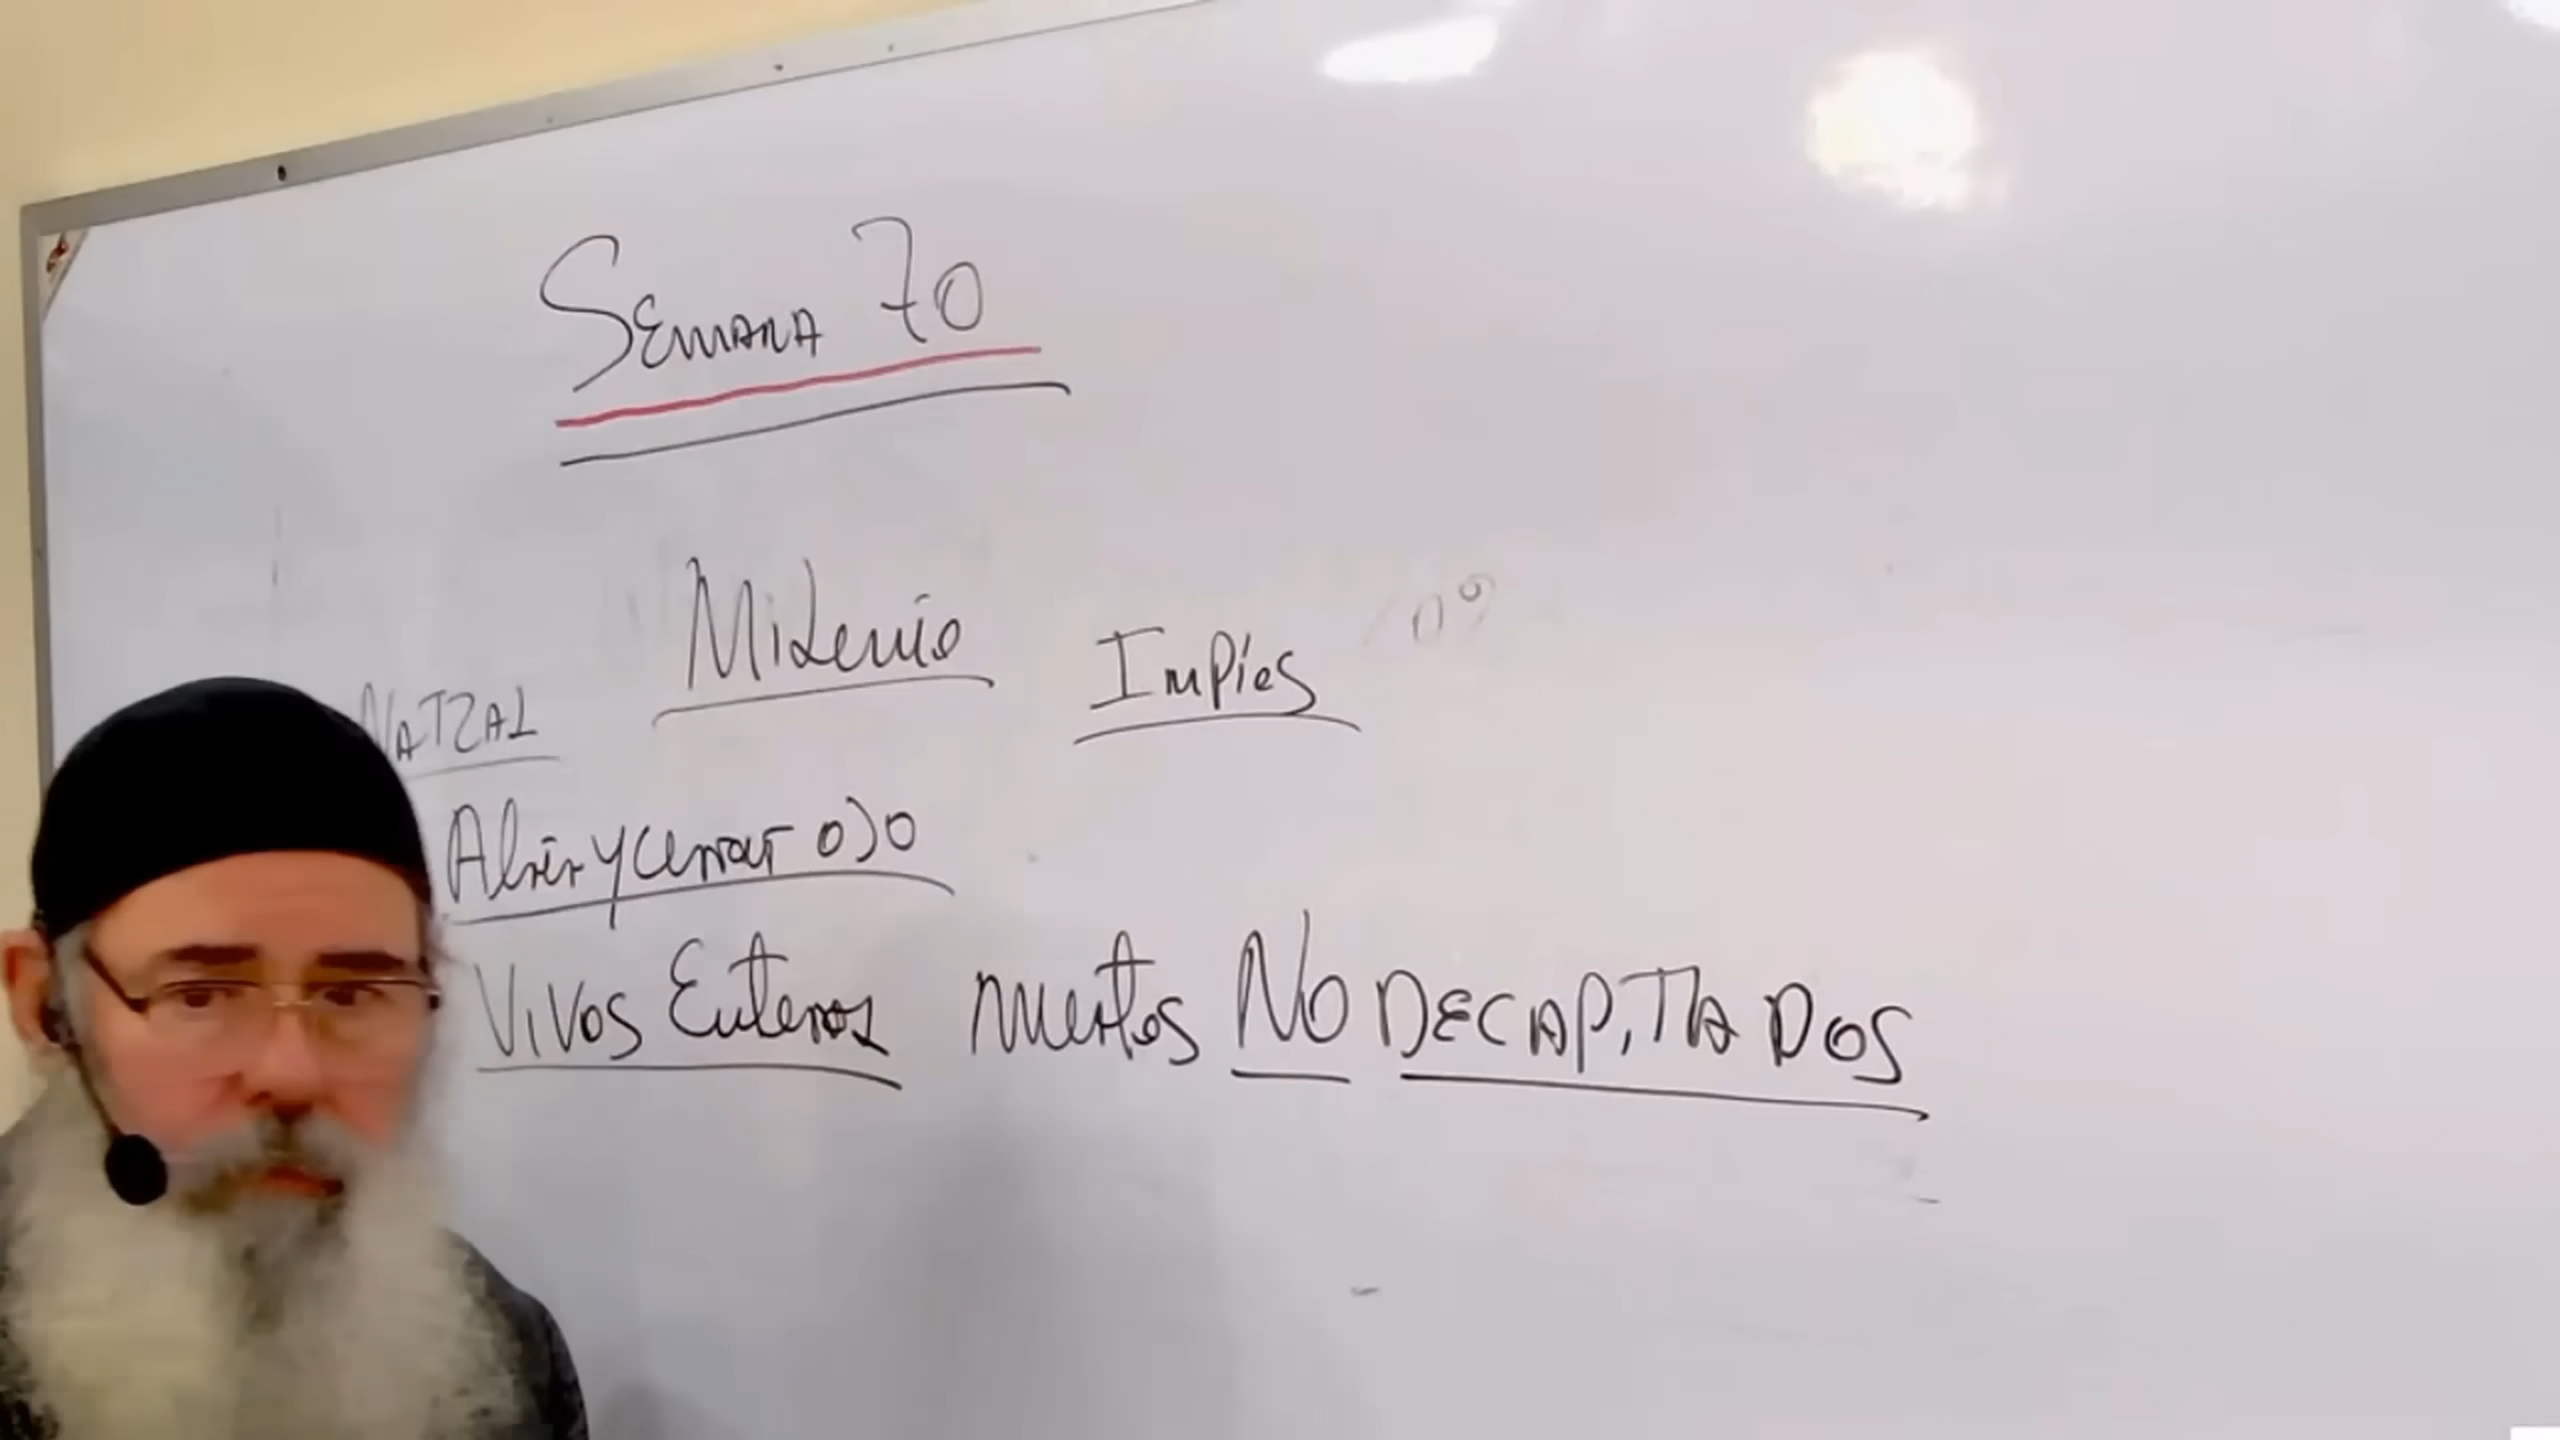 SEMANA 70
Milenio Impíos
NATZAL
Abrir y cerrar ojo
VIVOS Enteros muertos NO DECAPITADOS